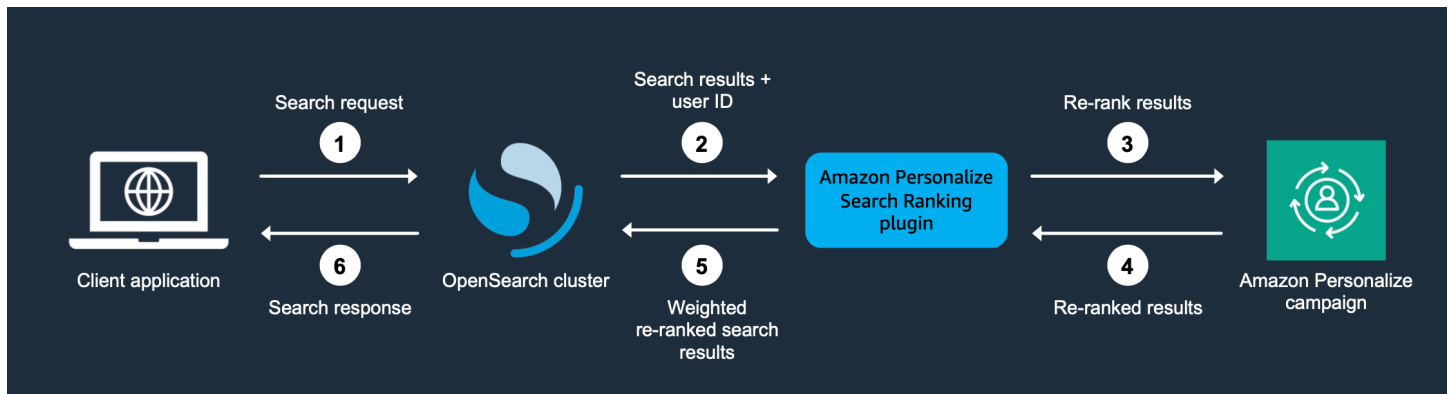 Search request
1
Search results +
user ID
2
Re-rank results
3
Amazon Personalize
Search Ranking
plugin
Client application
6
Search response
OpenSearch cluster
5
Weighted
re-ranked search
results
4
Re-ranked results
Amazon Personalize
campaign